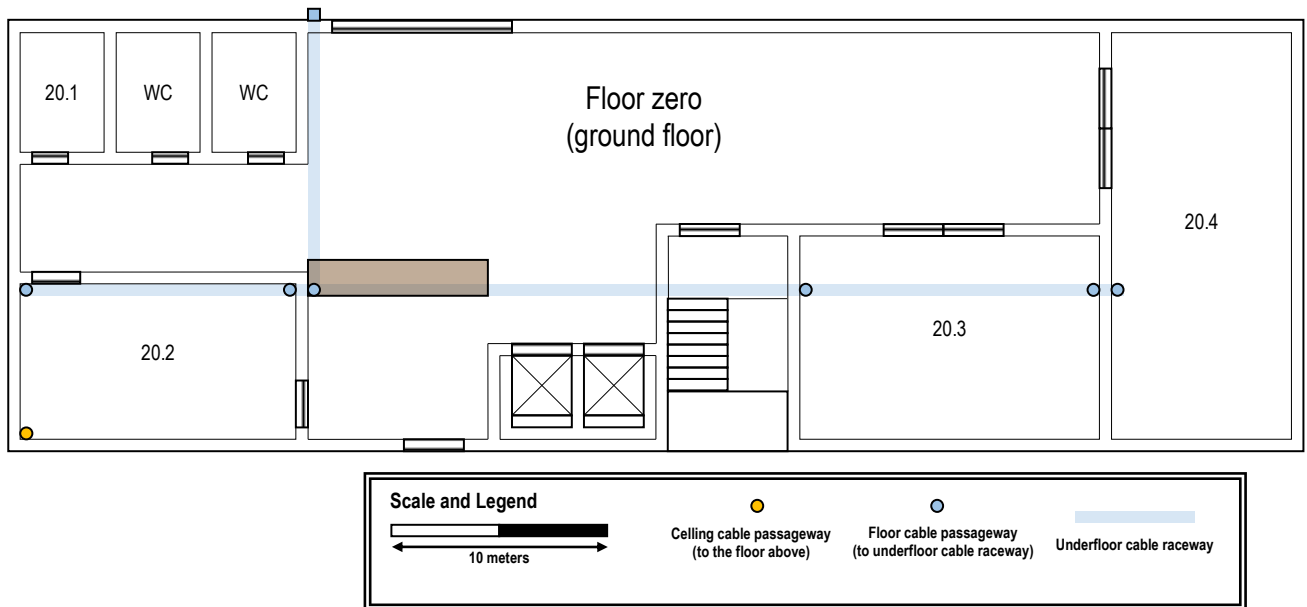 20.1
WC
WC
Floor zero
(ground floor)
20.4
20.2
20.3
Scale and Legend
10 meters
Celling cable passageway
(to the floor above)
Floor cable passageway
(to underfloor cable raceway)
Underfloor cable raceway